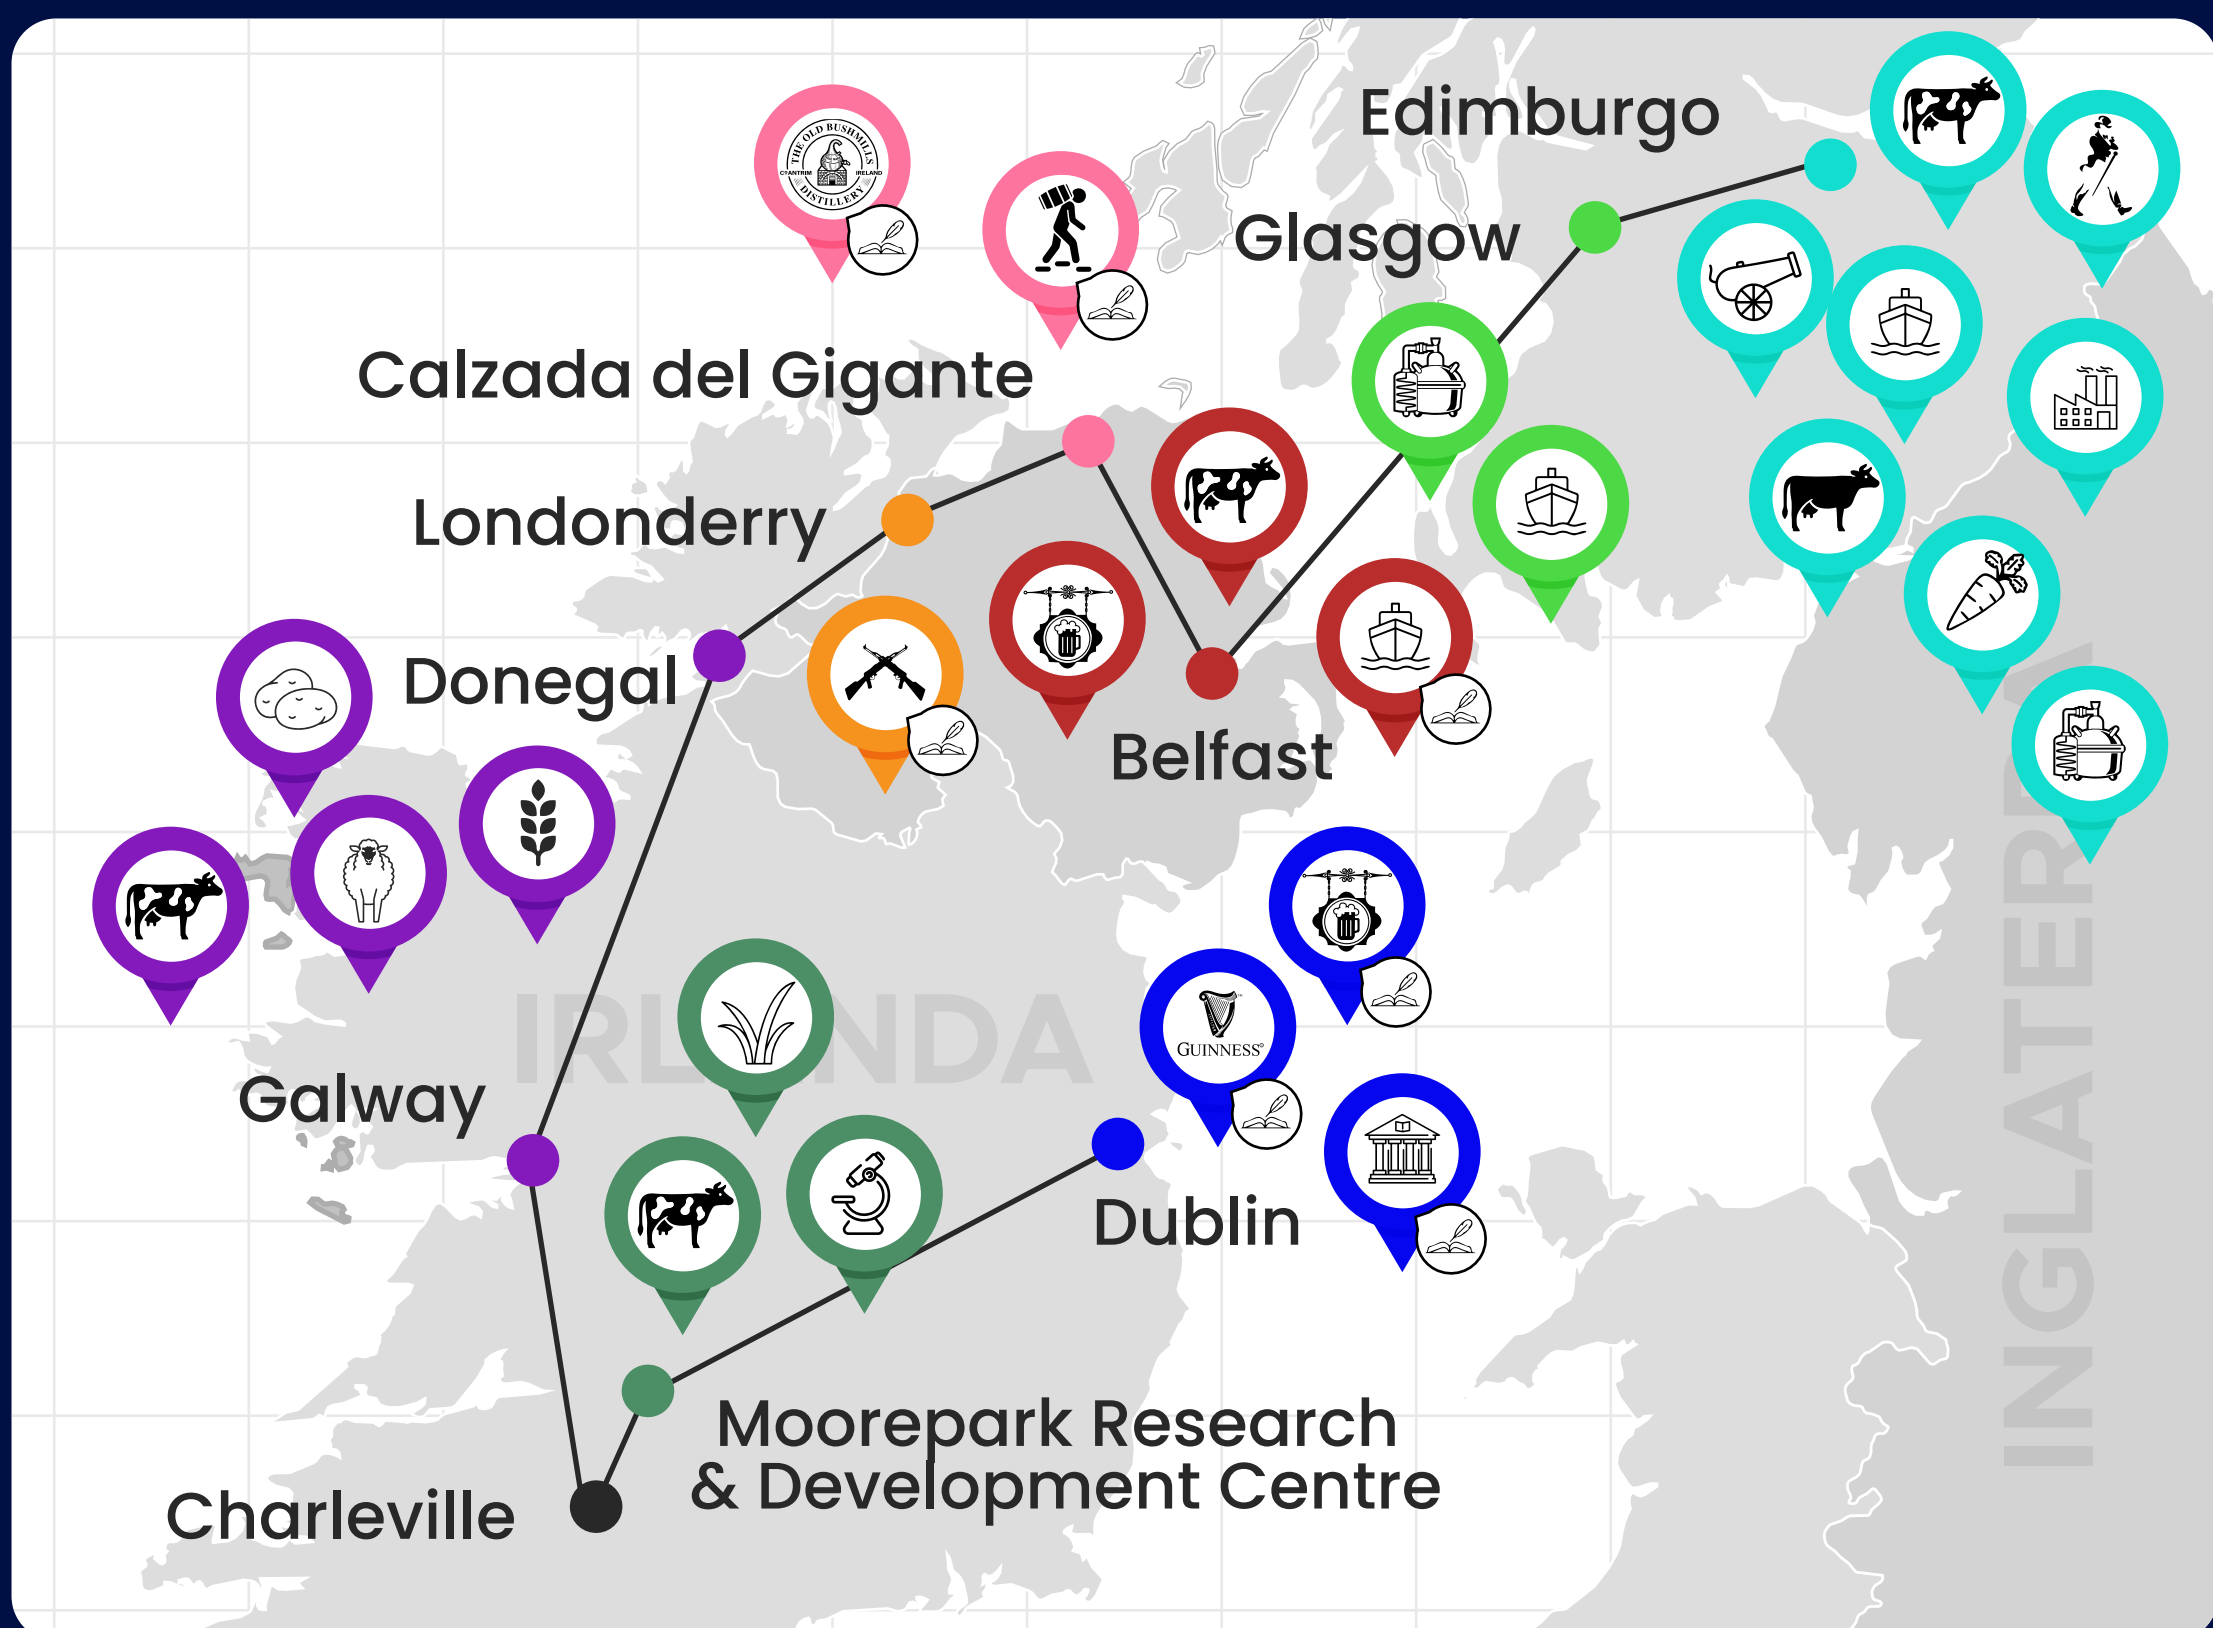 Edimburgo
THE OLD BUSHMILLS
CO ANTRIM IRELAND
DISTILLERY
Glasgow
Calzada del Gigante
Londonderry
Donegal
Belfast
IRLANDA
GUINNESS
Galway
Dublin
INGLATERRA
Moorepark Research
& Development Centre
Charleville